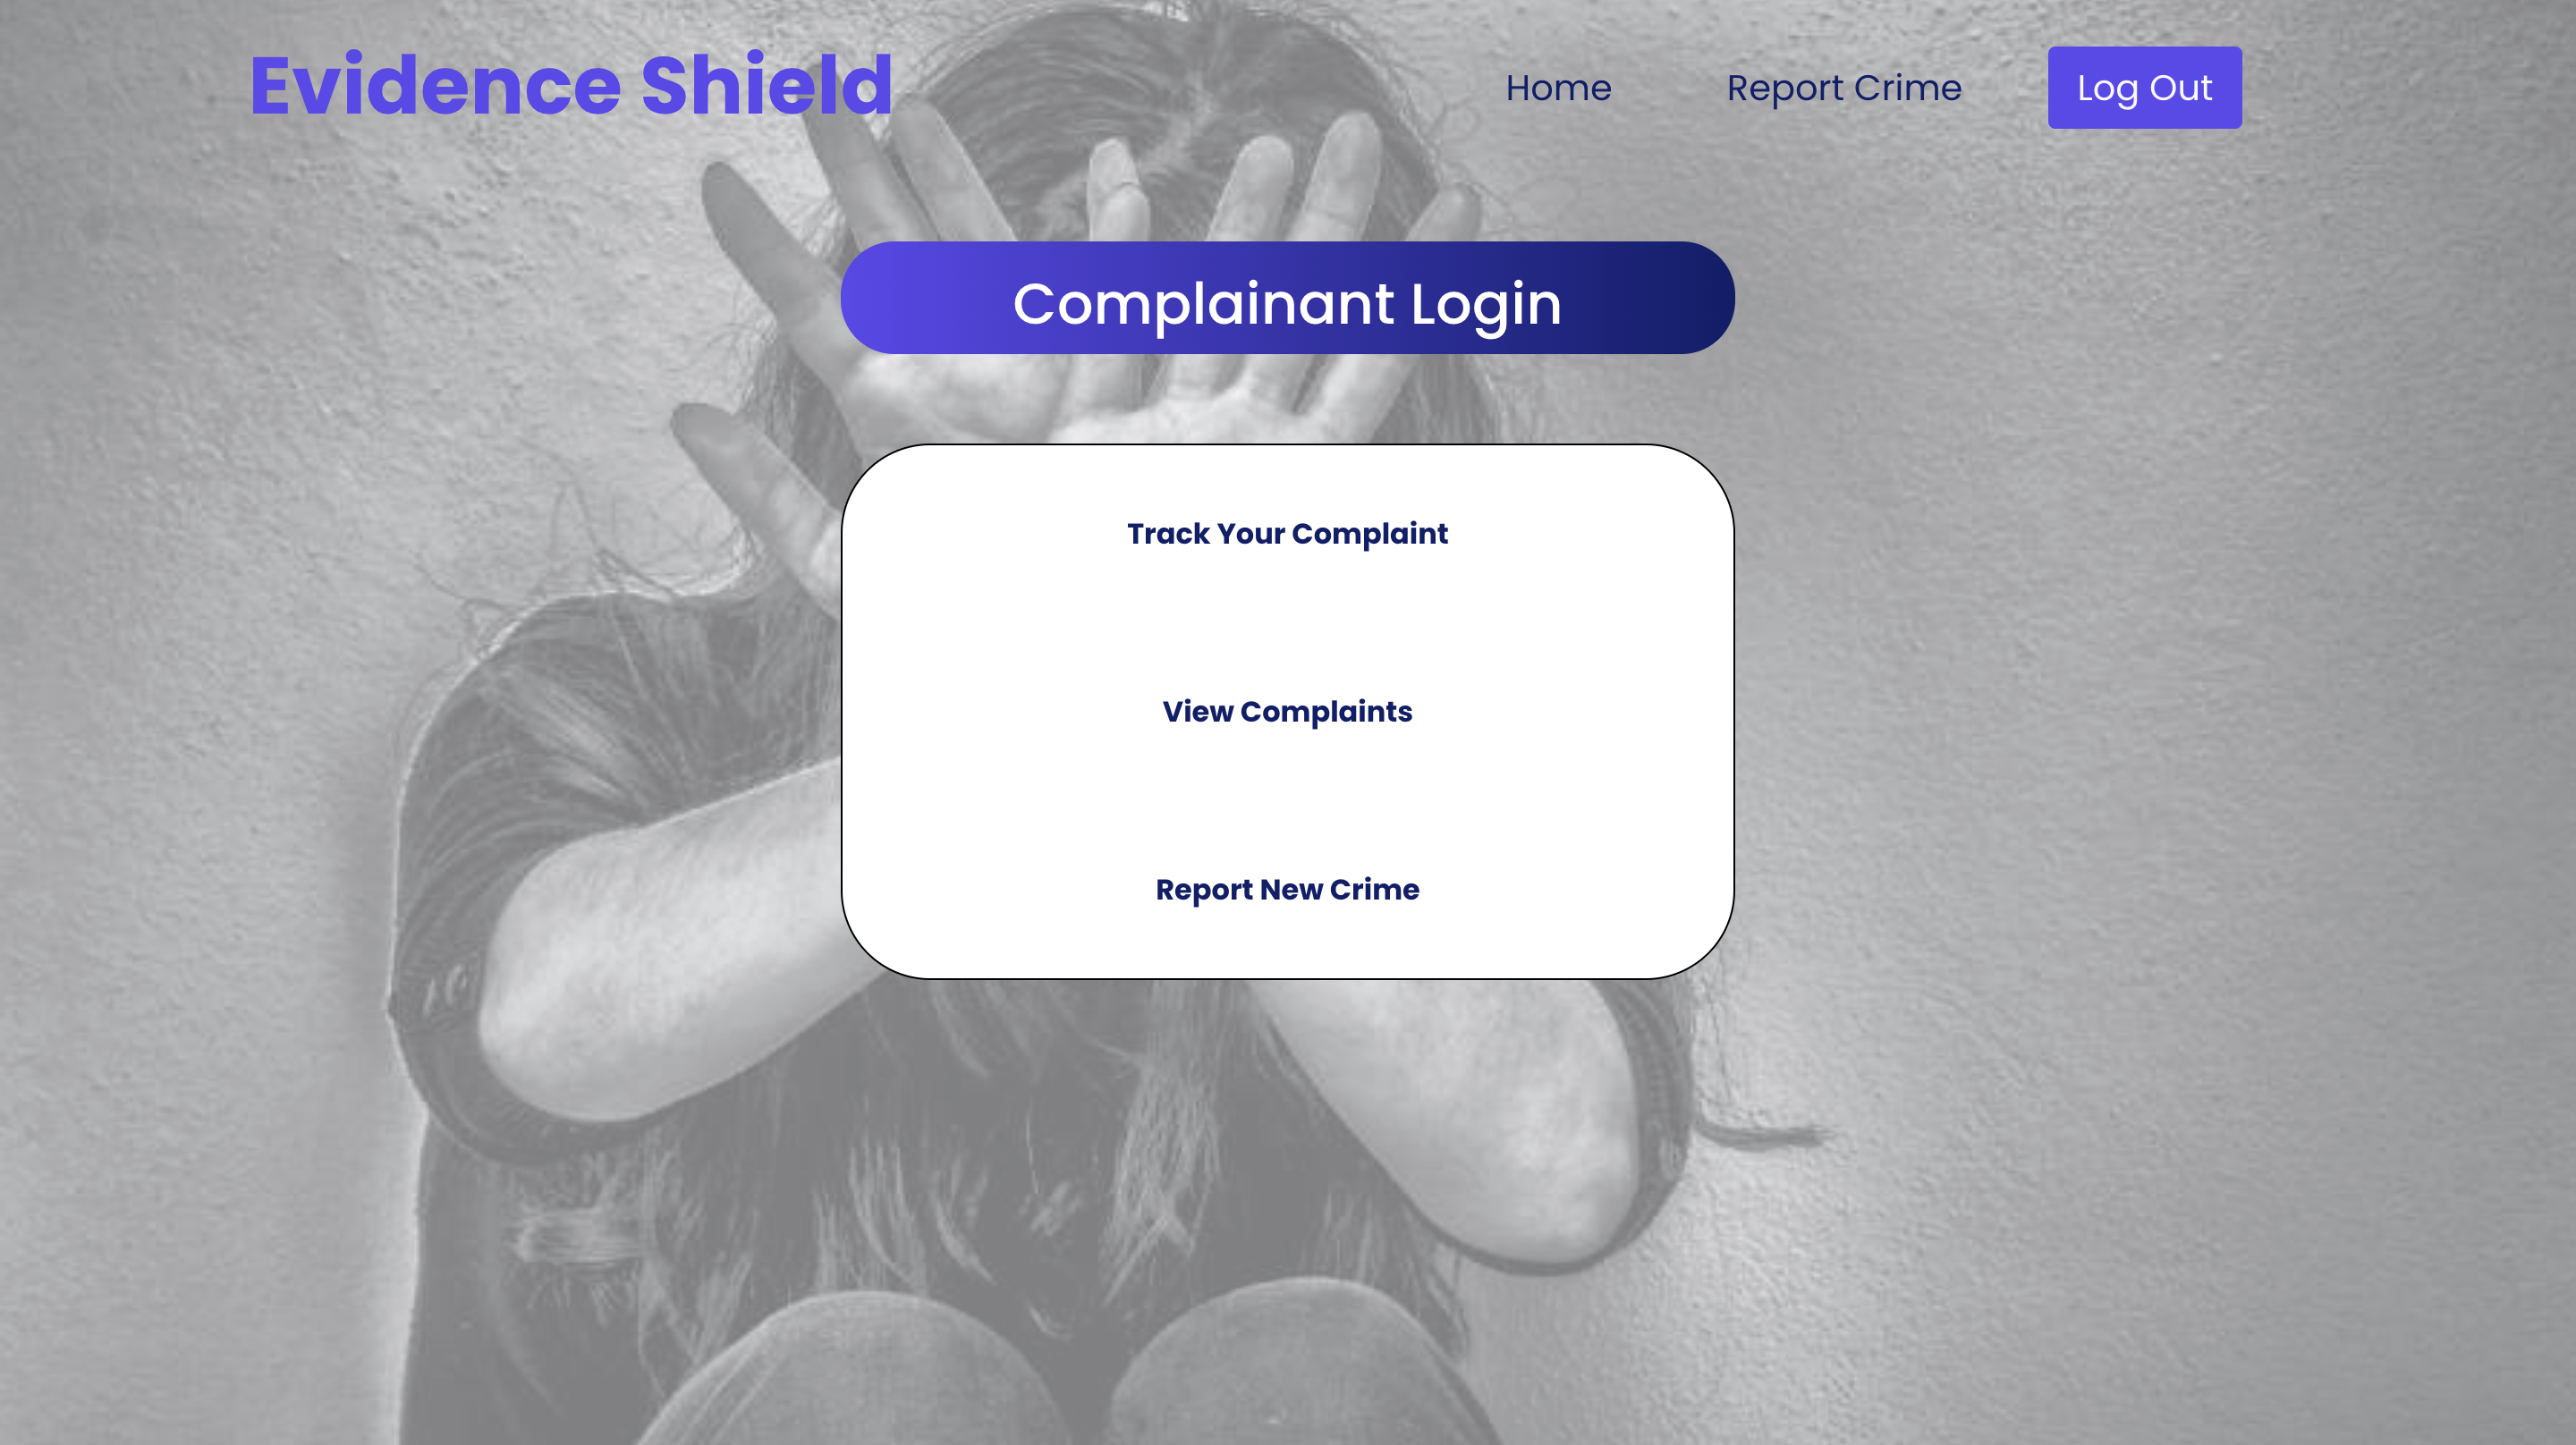 Evidence Shield
Home
Report Crime
Log Out
Complainant Login
Track Your Complaint
View Complaints
Report New Crime